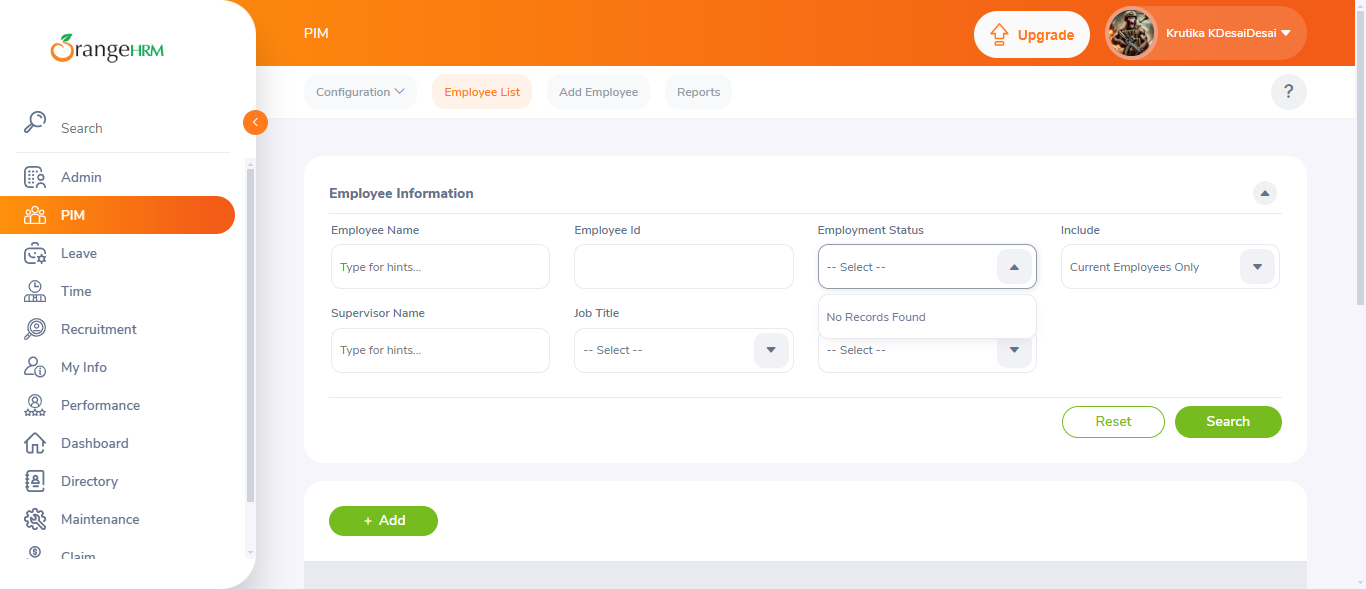 OrangeHRM
PIM
Upgrade
Krutika KDesaiDesai
Search
Configuration
Employee List
Add Employee
Reports
?
Admin
PIM
Leave
Time
Recruitment
My Info
Performance
Dashboard
Directory
Maintenance
Claim
Employee Information
Employee Name
Employee Id
Employment Status
Include
Type for hints...
-- Select --
Current Employees Only
No Records Found
Supervisor Name
Job Title
Type for hints...
-- Select --
-- Select --
Reset
Search
+ Add